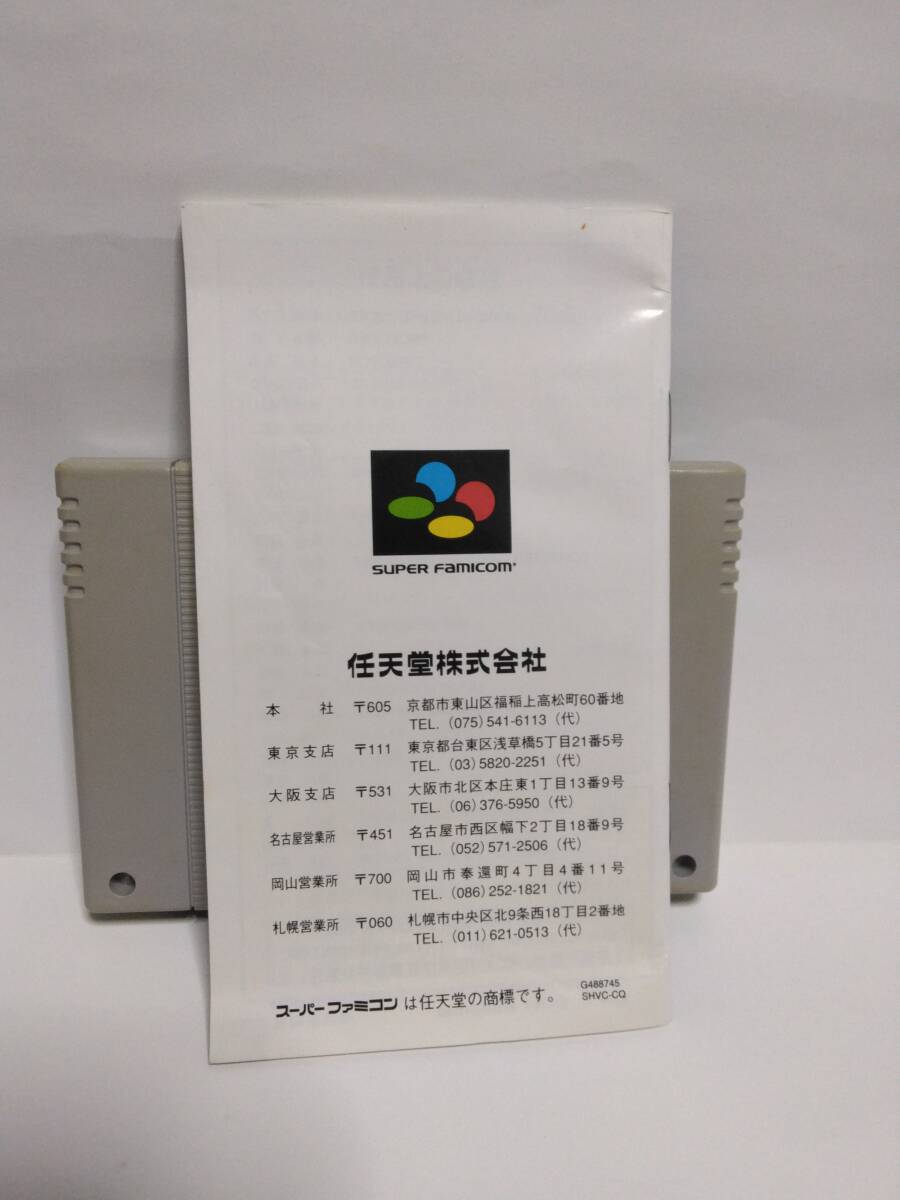 SUPER FAMICOM
任天堂株式会社
本 社 〒605 京都市東山区福稲上高松町60番地
TEL. (075) 541-6113 (代)
東京支店 〒111 東京都台東区浅草橋5丁目21番5号
TEL. (03) 5820-2251 (代)
大阪支店 〒531 大阪市北区本庄東1丁目13番9号
TEL. (06) 376-5950 (代)
名古屋営業所 〒451 名古屋市西区幅下2丁目18番9号
TEL. (052) 571-2506 (代)
岡山営業所 〒700 岡山市奉還町4丁目4番11号
TEL. (086) 252-1821 (代)
札幌営業所 〒060 札幌市中央区北9条西18丁目2番地
TEL. (011) 621-0513 (代)
スーパーファミコンは任天堂の商標です。
G488745
SHVC-CQ